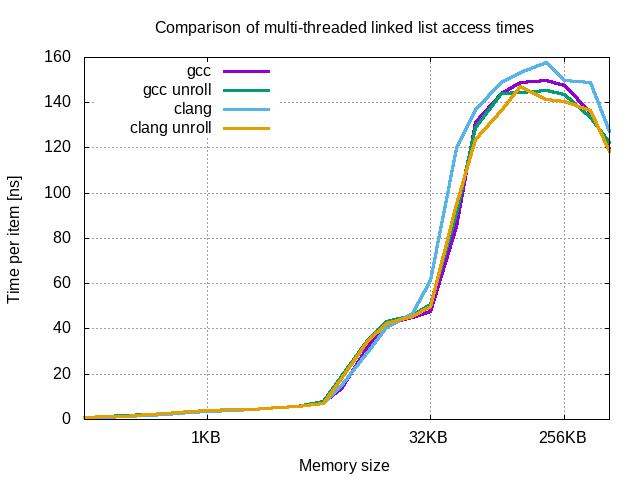 Comparison of multi-threaded linked list access times
gcc
gcc unroll
clang
clang unroll
Time per item [ns]
160
140
120
100
80
60
40
20
0
1KB 32KB 256KB
Memory size